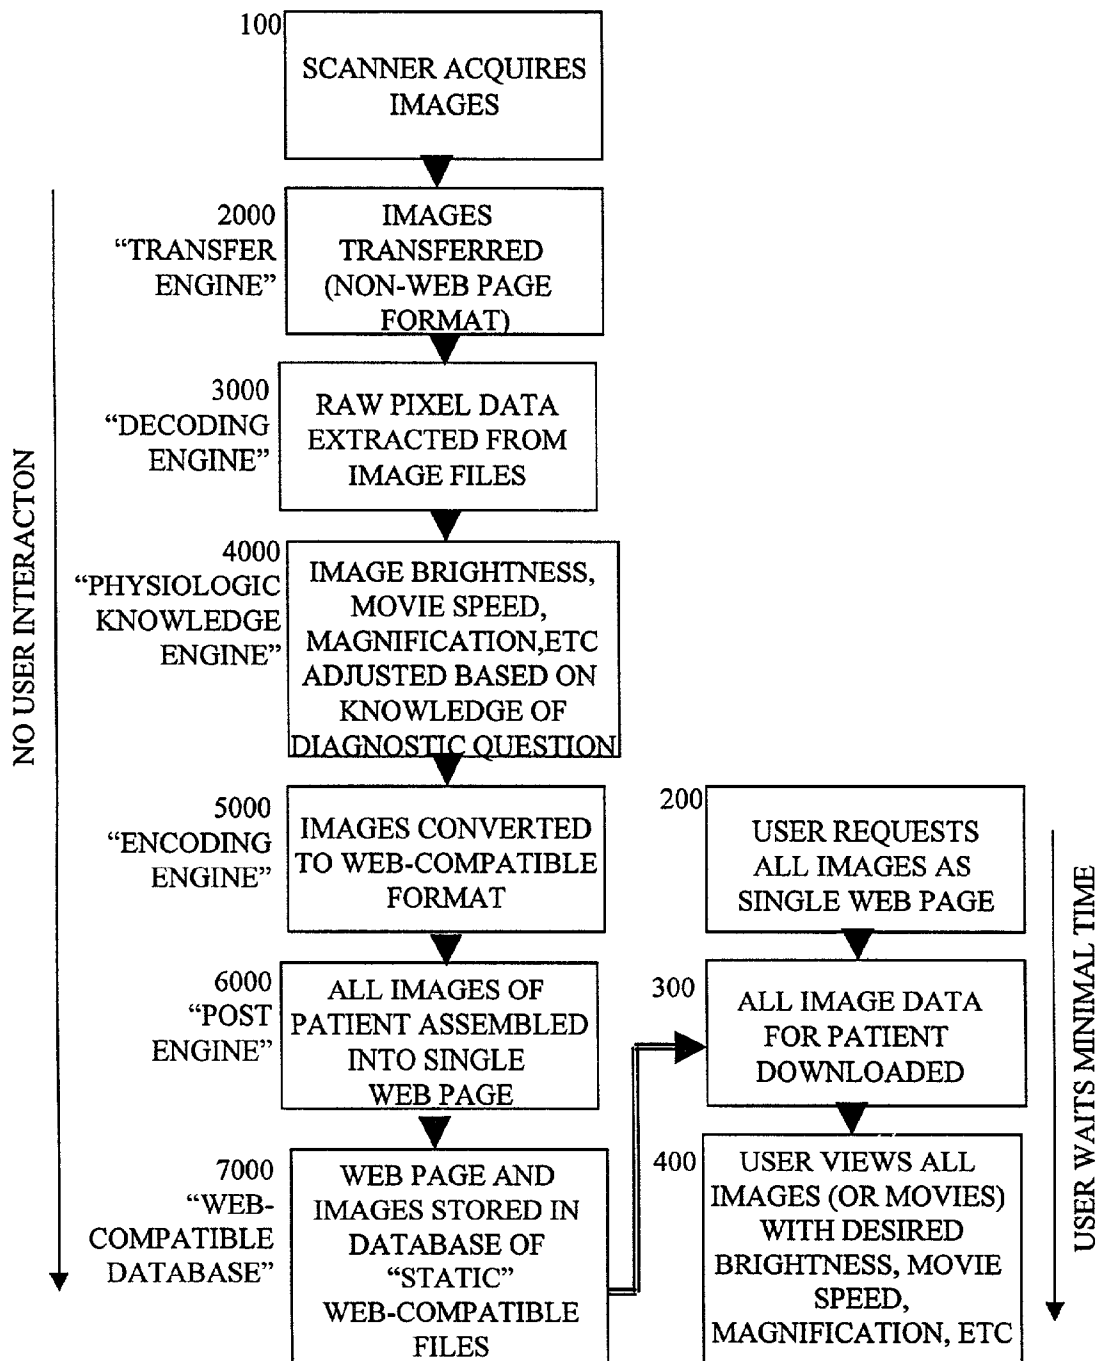 100
SCANNER ACQUIRES
IMAGES
2000
“TRANSFER
ENGINE”
IMAGES
TRANSFERRED
(NON-WEB PAGE
FORMAT)
3000
“DECODING
ENGINE”
RAW PIXEL DATA
EXTRACTED FROM
IMAGE FILES
4000
“PHYSIOLOGIC
KNOWLEDGE
ENGINE”
IMAGE BRIGHTNESS,
MOVIE SPEED,
MAGNIFICATION,ETC
ADJUSTED BASED ON
KNOWLEDGE OF
DIAGNOSTIC QUESTION
5000
“ENCODING
ENGINE”
IMAGES CONVERTED
TO WEB-COMPATIBLE
FORMAT
6000
“POST
ENGINE”
ALL IMAGES OF
PATIENT ASSEMBLED
INTO SINGLE
WEB PAGE
7000
“WEB-
COMPATIBLE
DATABASE”
WEB PAGE AND
IMAGES STORED IN
DATABASE OF
“STATIC”
WEB-COMPATIBLE
FILES
NO USER INTERACTON
200
USER REQUESTS
ALL IMAGES AS
SINGLE WEB PAGE
300
ALL IMAGE DATA
FOR PATIENT
DOWNLOADED
400
USER VIEWS ALL
IMAGES (OR MOVIES)
WITH DESIRED
BRIGHTNESS, MOVIE
SPEED,
MAGNIFICATION, ETC
USER WAITS MINIMAL TIME